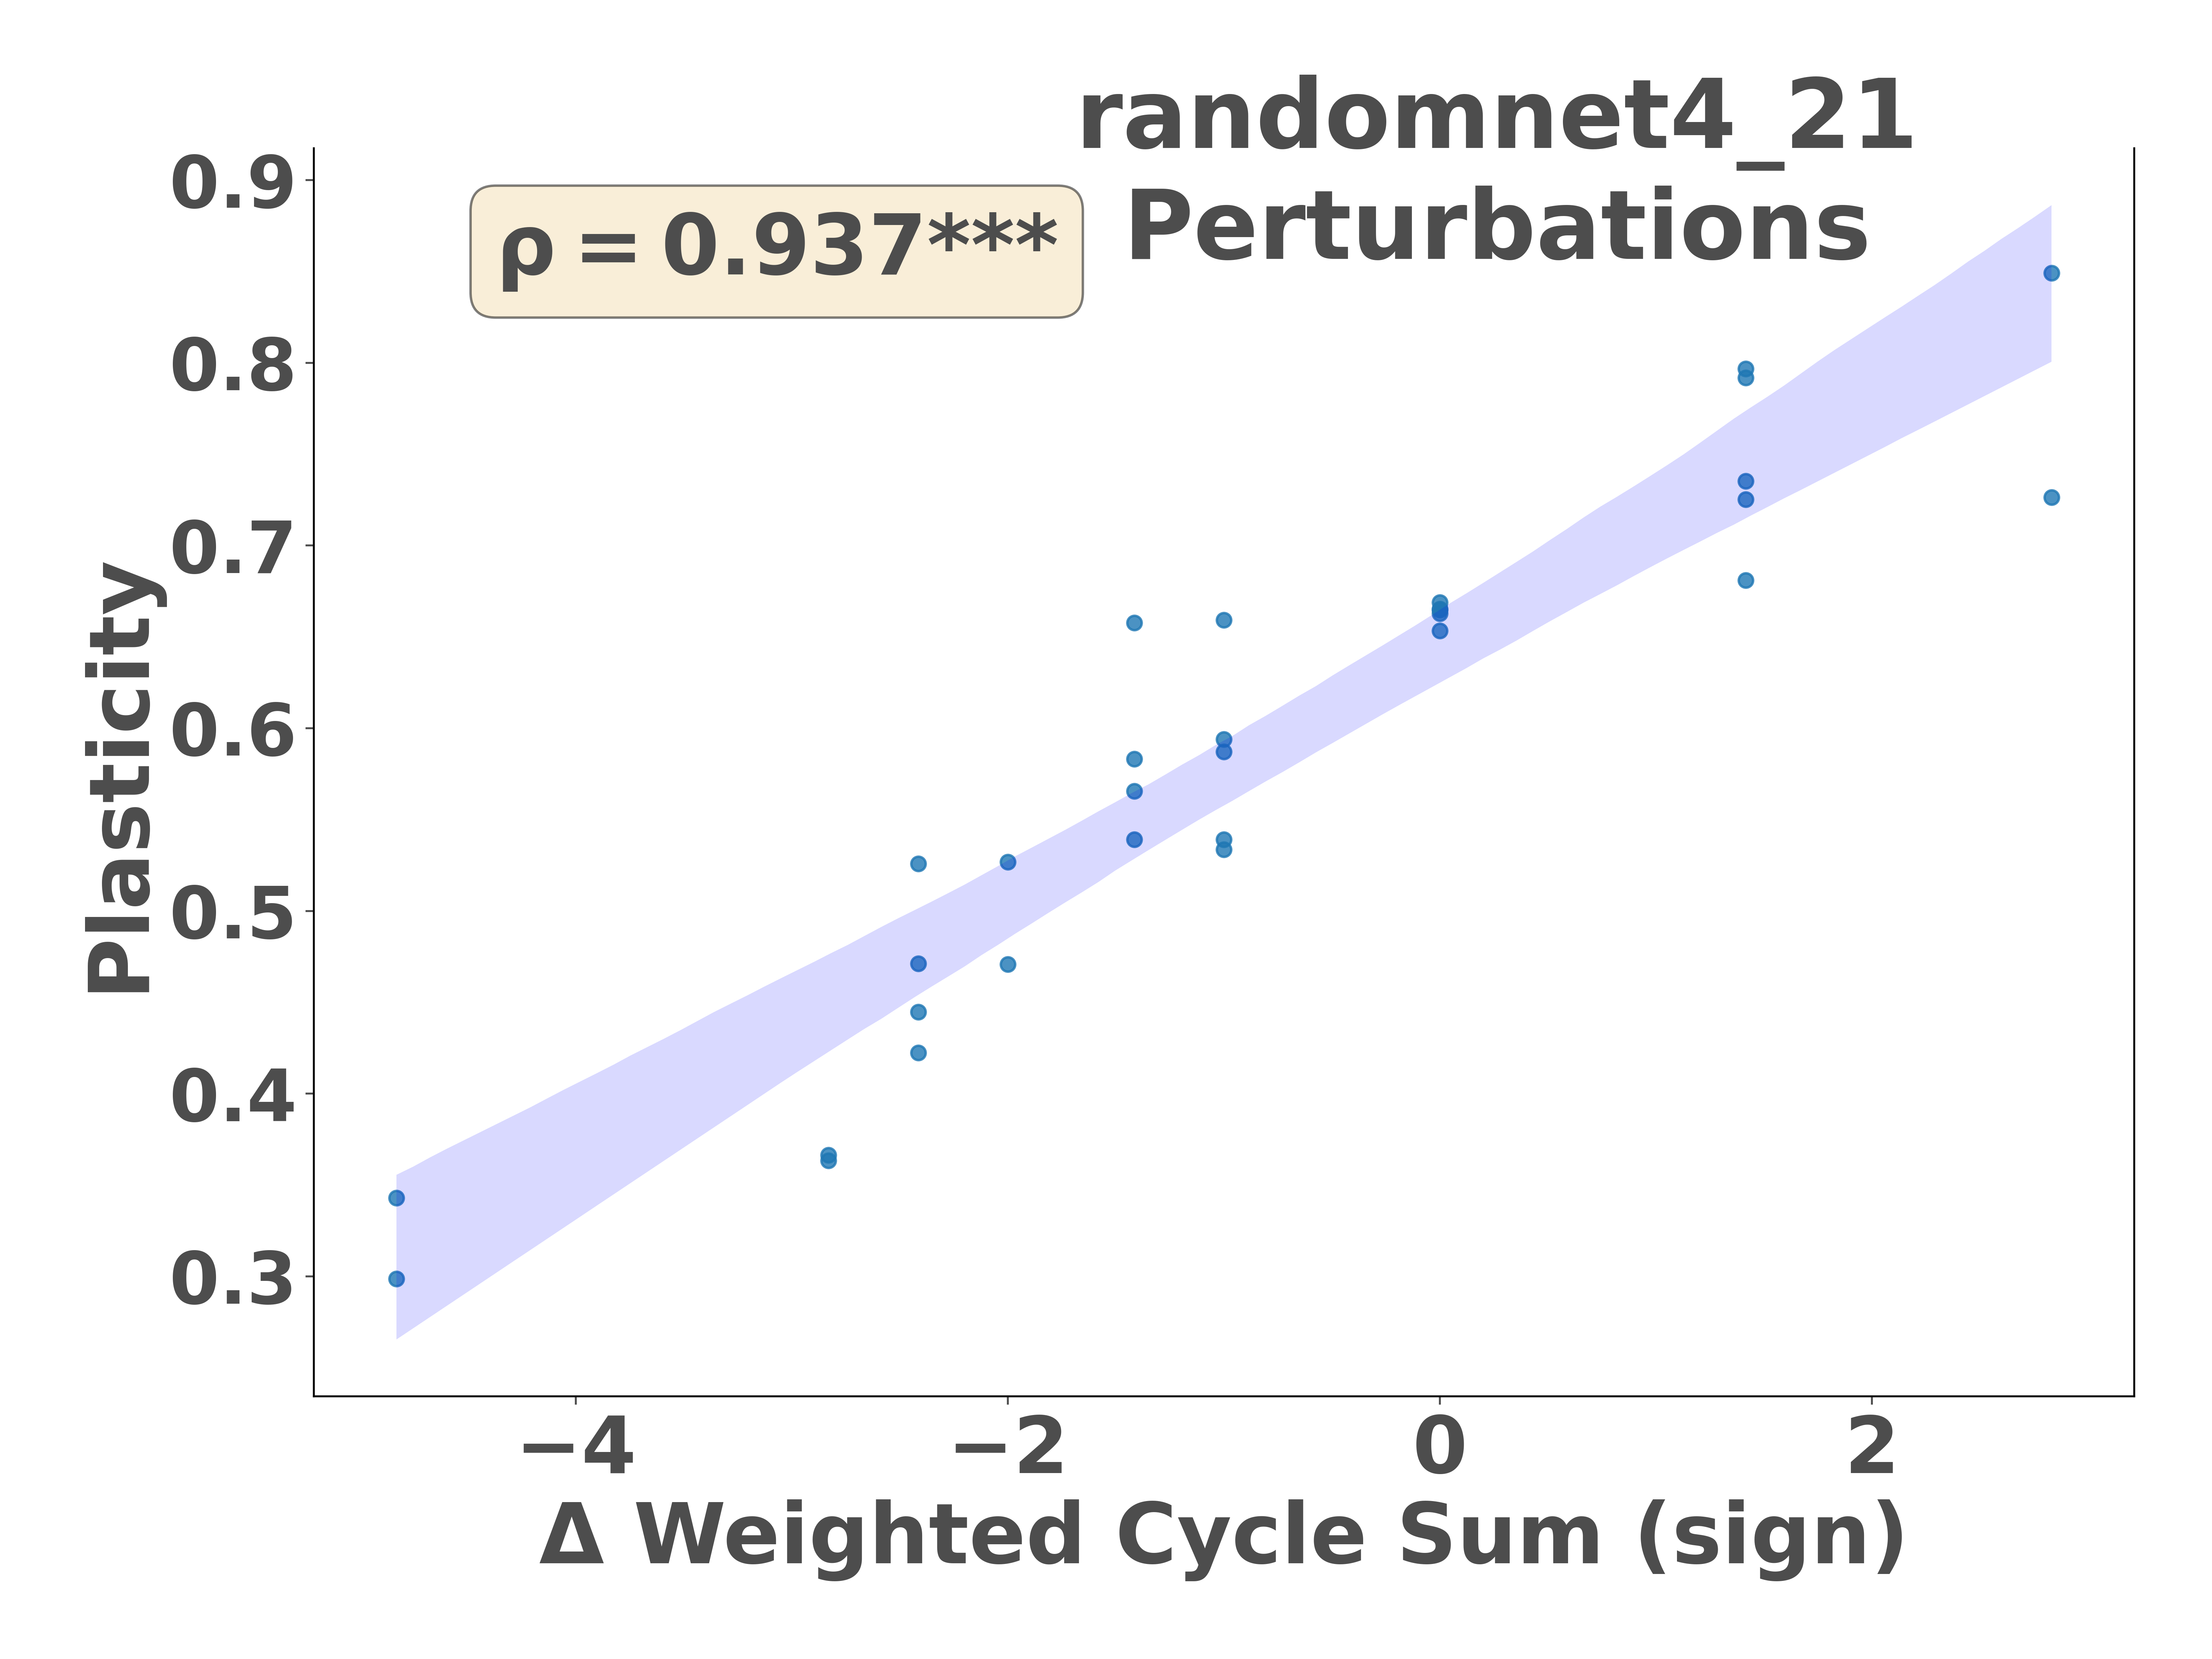 randomnet4_21
Perturbations
ρ = 0.937***
Plasticity
0.9
0.8
0.7
0.6
0.5
0.4
0.3
−4
−2
0
2
Δ Weighted Cycle Sum (sign)